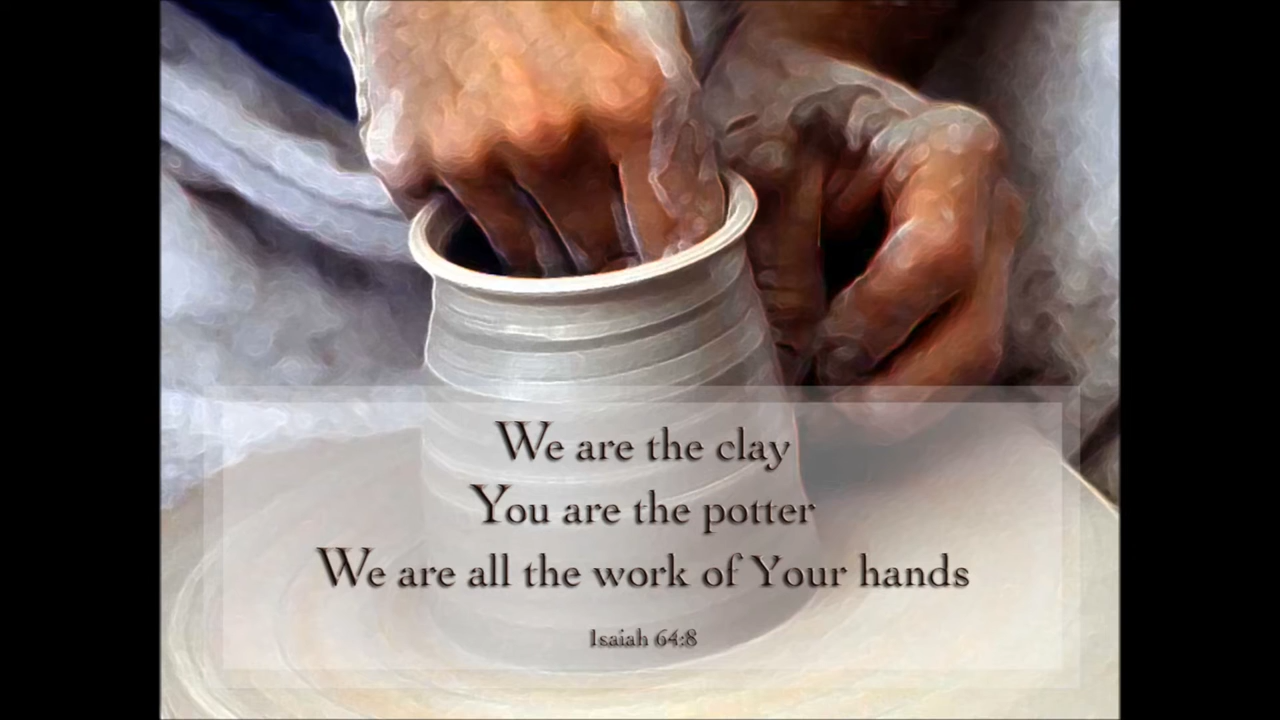 We are the clay
You are the potter
We are all the work of Your hands
Isaiah 64:8